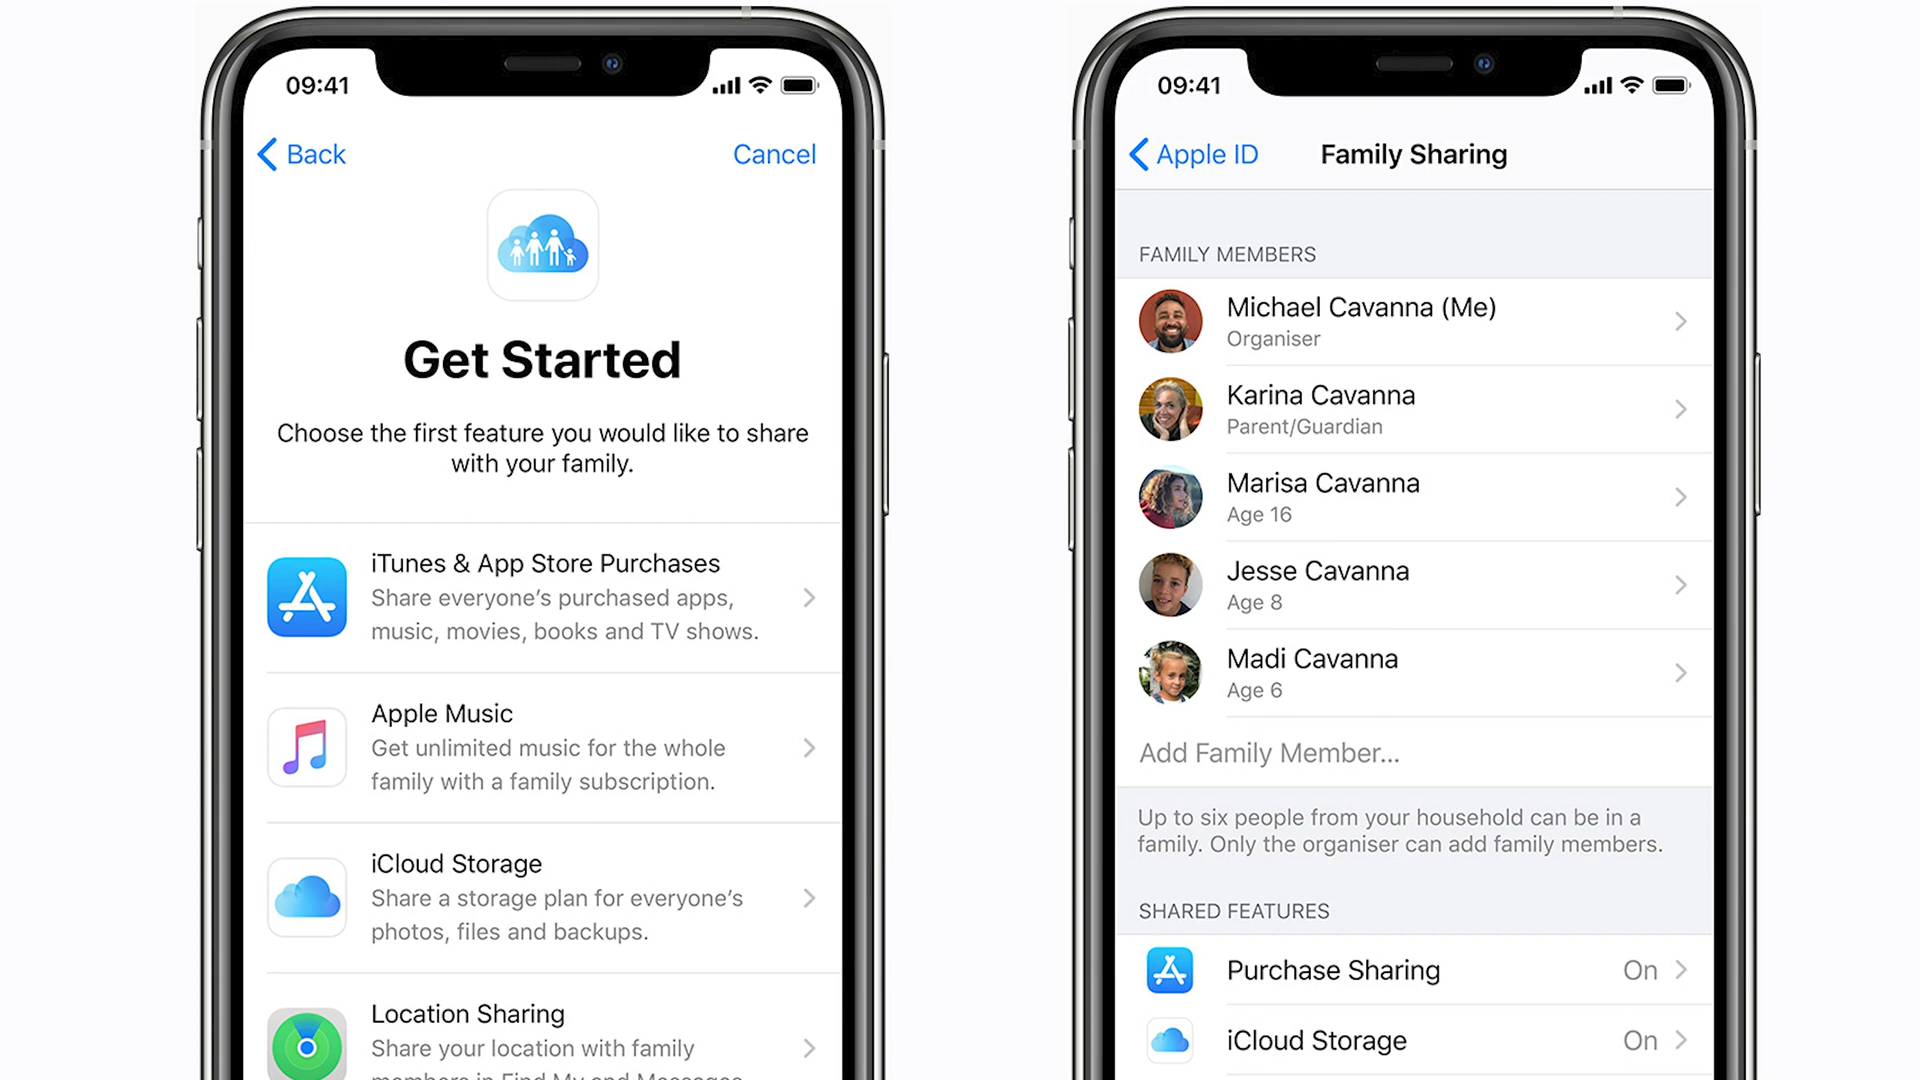 09:41
Back
Cancel
Get Started
Choose the first feature you would like to share
with your family.
iTunes & App Store Purchases
Share everyone’s purchased apps,
music, movies, books and TV shows.
Apple Music
Get unlimited music for the whole
family with a family subscription.
iCloud Storage
Share a storage plan for everyone’s
photos, files and backups.
Location Sharing
Share your location with family
members in Find My and Messages
09:41
Apple ID
Family Sharing
FAMILY MEMBERS
Michael Cavanna (Me)
Organiser
Karina Cavanna
Parent/Guardian
Marisa Cavanna
Age 16
Jesse Cavanna
Age 8
Madi Cavanna
Age 6
Add Family Member...
Up to six people from your household can be in a
family. Only the organiser can add family members.
SHARED FEATURES
Purchase Sharing On
iCloud Storage On